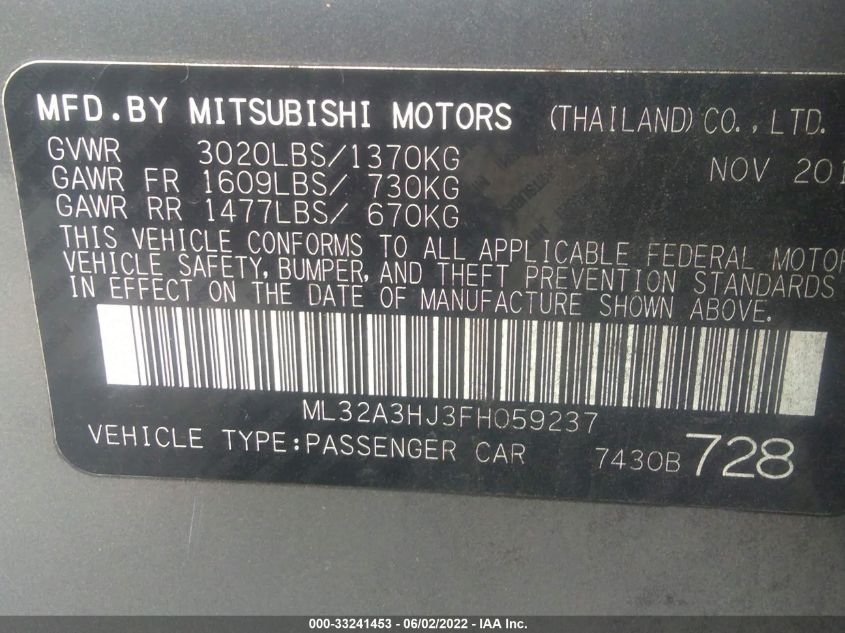 MFD.BY MITSUBISHI MOTORS (THAILAND) CO., LTD.
GVWR 3020LBS/1370KG NOV 201
GAWR FR 1609LBS/ 730KG
GAWR RR 1477LBS/ 670KG
THIS VEHICLE CONFORMS TO ALL APPLICABLE FEDERAL MOTOR
VEHICLE SAFETY, BUMPER, AND THEFT PREVENTION STANDARDS
IN EFFECT ON THE DATE OF MANUFACTURE SHOWN ABOVE.
ML32A3HJ3FH059237
VEHICLE TYPE:PASSENGER CAR 7430B 728
000-33241453 - 06/02/2022 - IAA Inc.